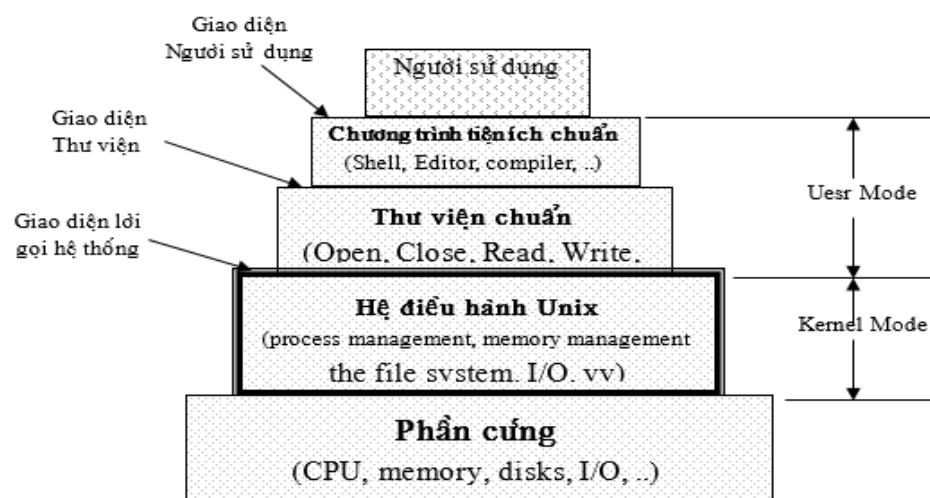 Giao diện
Người sử dụng
Người sử dụng
Giao diện
Thư viện
Chương trình tiện ích chuẩn
(Shell, Editor, compiler, ..)
Uesr Mode
Thư viện chuẩn
(Open, Close, Read, Write,
Giao diện lời
gọi hệ thống
Hệ điều hành Unix
(process management, memory management
the file system, I/O, vv)
Kernel Mode
Phần cứng
(CPU, memory, disks, I/O, ..)